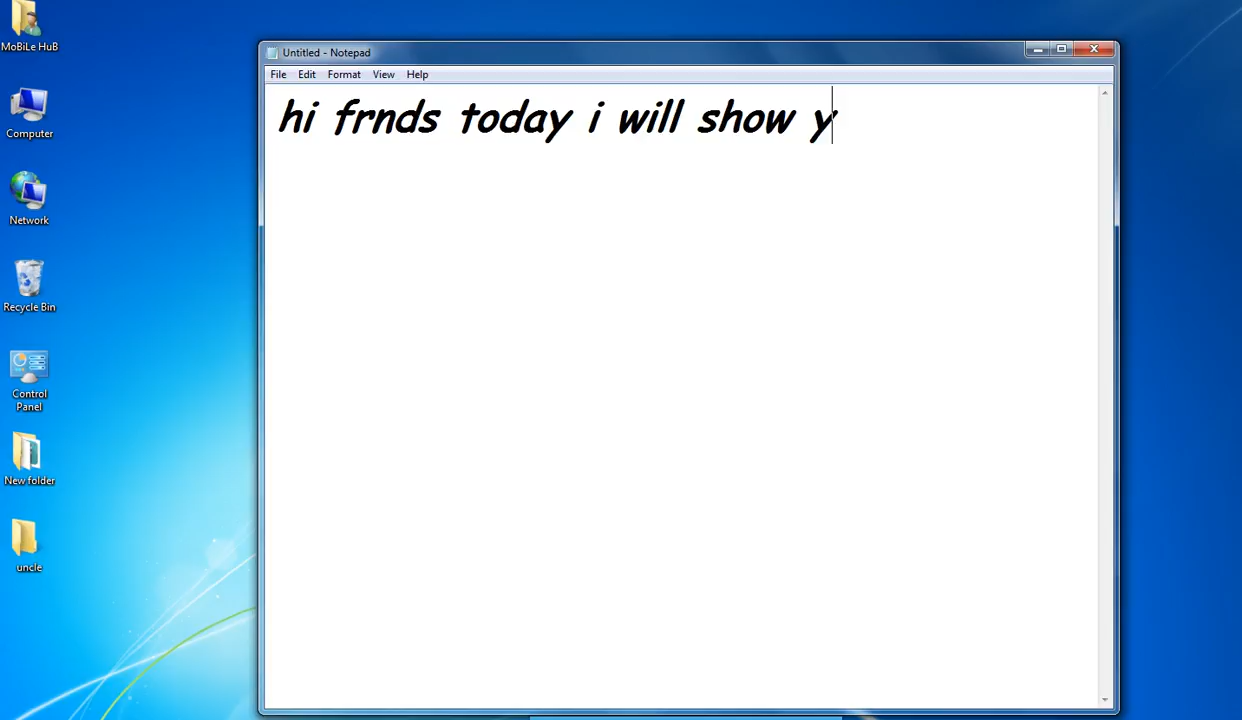 MoBiLe HuB
Computer
Network
Recycle Bin
Control
Panel
New folder
uncle
Untitled - Notepad
File Edit Format View Help
hi frnds today i will show y